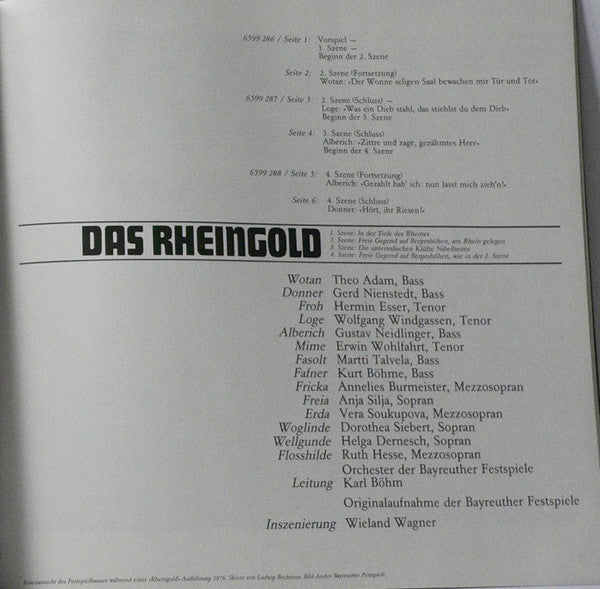 6599 286 / Seite 1: Vorspiel —
1. Szene —
Beginn der 2. Szene
Seite 2: 2. Szene (Fortsetzung)
Wotan: »Der Wonne seligen Saal bewachen mir Tür und Tor«
6599 287 / Seite 3: 2. Szene (Schluss) —
Loge: »Was ein Dieb stahl, das stiehlst du dem Dieb«
Beginn der 3. Szene
Seite 4: 3. Szene (Schluss)
Alberich: »Zittre und zage, gezähmtes Heer«
Beginn der 4. Szene
6599 288 / Seite 5: 4. Szene (Fortsetzung)
Alberich: »Gezahlt hab' ich: nun lasst mich zieh'n!«
Seite 6: 4. Szene (Schluss)
Donner: »Hört, ihr Riesen!«
DAS RHEINGOLD
1. Szene: In der Tiefe des Rheines
2. Szene: Freie Gegend auf Bergeshöhen, am Rhein gelegen
3. Szene: Die unterirdischen Klüfte Nibelheims
4. Szene: Freie Gegend auf Bergeshöhen, wie in der 2. Szene
Wotan Theo Adam, Bass
Donner Gerd Nienstedt, Bass
Froh Hermin Esser, Tenor
Loge Wolfgang Windgassen, Tenor
Alberich Gustav Neidlinger, Bass
Mime Erwin Wohlfahrt, Tenor
Fasolt Martti Talvela, Bass
Fafner Kurt Böhme, Bass
Fricka Annelies Burmeister, Mezzosopran
Freia Anja Silja, Sopran
Erda Vera Soukupova, Mezzosopran
Woglinde Dorothea Siebert, Sopran
Wellgunde Helga Dernesch, Sopran
Flosshilde Ruth Hesse, Mezzosopran
Orchester der Bayreuther Festspiele
Leitung Karl Böhm
Originalaufnahme der Bayreuther Festspiele
Inszenierung Wieland Wagner
Innenansicht des Festspielhauses während einer »Rheingold« Aufführung 1876. Skizze von Ludwig Bechstein. Bild-Archiv Bayreuther Festspiele.